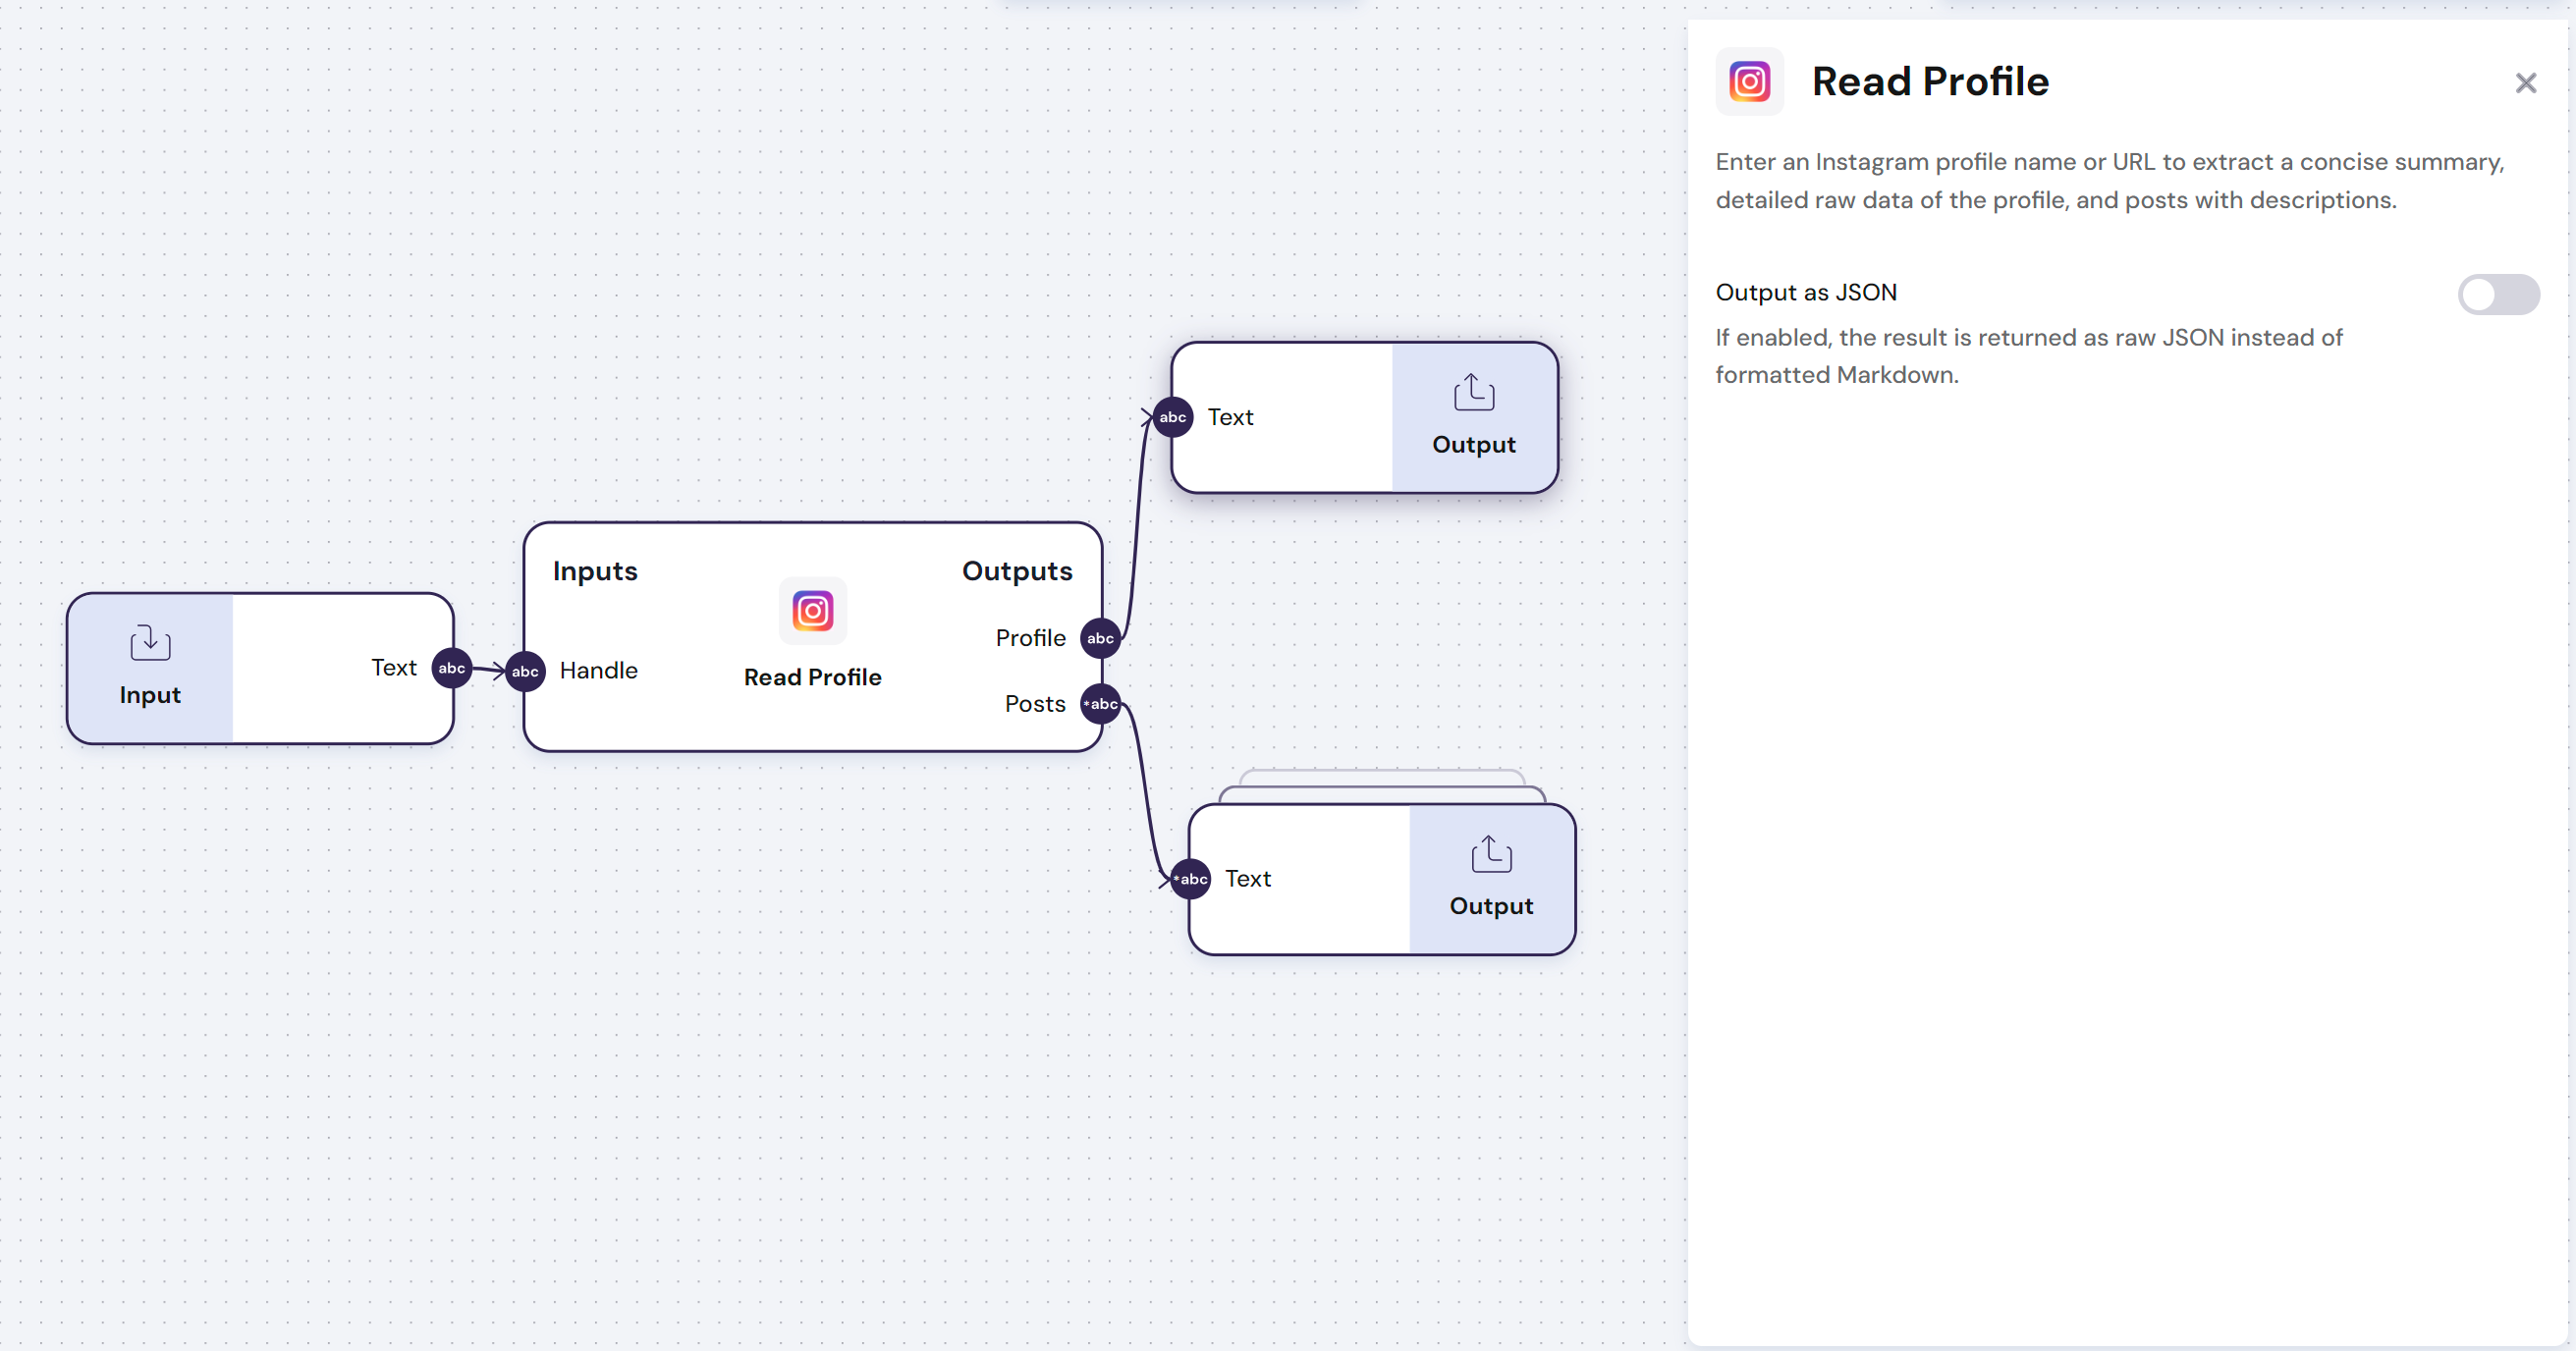 Read Profile
Enter an Instagram profile name or URL to extract a concise summary,
detailed raw data of the profile, and posts with descriptions.
Output as JSON
If enabled, the result is returned as raw JSON instead of
formatted Markdown.
abc Text
Output
Inputs
Outputs
Input
Text abc
abc Handle
Read Profile
Profile abc
Posts *abc
*abc Text
Output